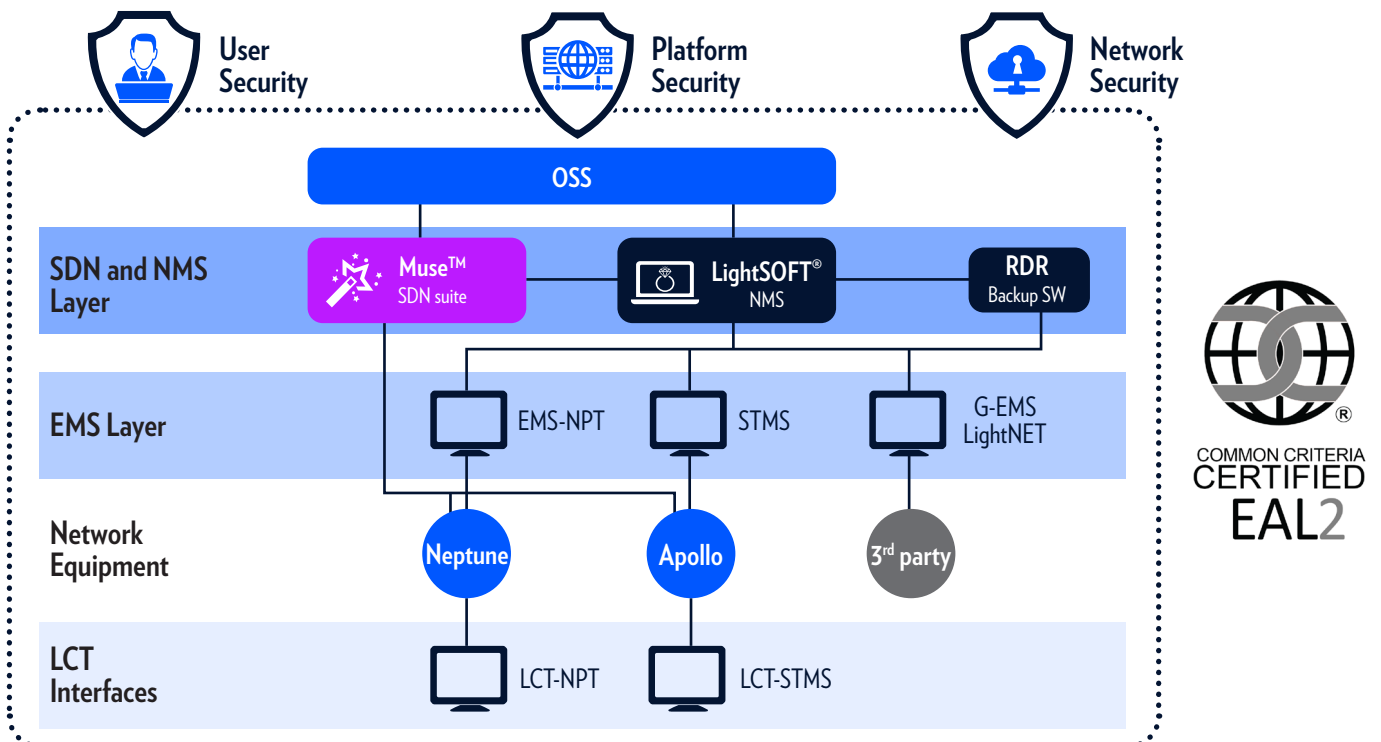 User
Security
Platform
Security
Network
Security
OSS
SDN and NMS
Layer
Muse™
SDN suite
LightSOFT®
NMS
RDR
Backup SW
EMS Layer
EMS-NPT
STMS
G-EMS
LightNET
Network
Equipment
Neptune
Apollo
3rd party
LCT
Interfaces
LCT-NPT
LCT-STMS
®
COMMON CRITERIA
CERTIFIED
EAL2